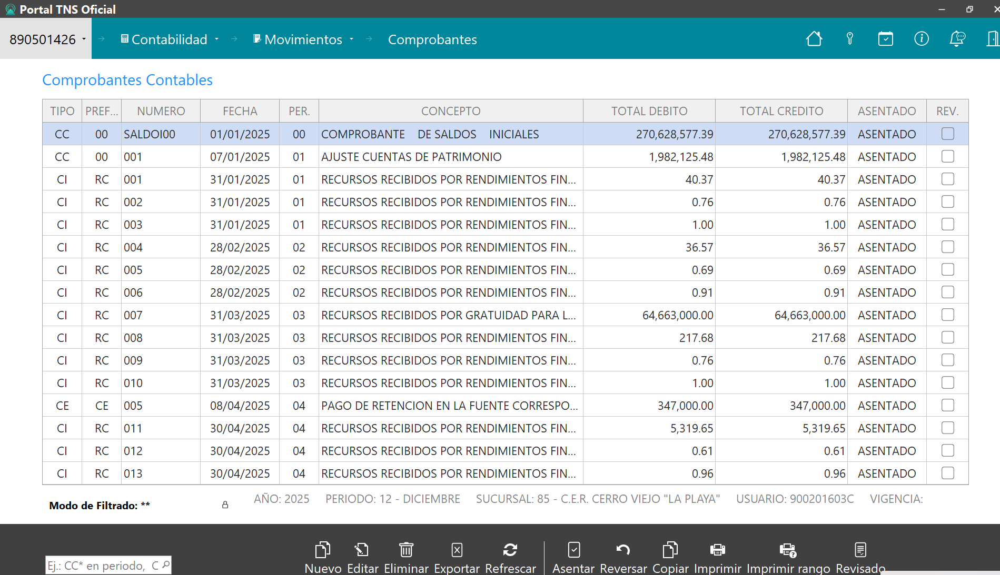 Portal TNS Oficial
890501426 Contabilidad Movimientos Comprobantes
Comprobantes Contables
TIPO PREF... NUMERO FECHA PER. CONCEPTO TOTAL DEBITO TOTAL CREDITO ASENTADO REV.
CC 00 SALDOI00 01/01/2025 00 COMPROBANTE DE SALDOS INICIALES 270,628,577.39 270,628,577.39 ASENTADO
CC 00 001 07/01/2025 01 AJUSTE CUENTAS DE PATRIMONIO 1,982,125.48 1,982,125.48 ASENTADO
CI RC 001 31/01/2025 01 RECURSOS RECIBIDOS POR RENDIMIENTOS FIN... 40.37 40.37 ASENTADO
CI RC 002 31/01/2025 01 RECURSOS RECIBIDOS POR RENDIMIENTOS FIN... 0.76 0.76 ASENTADO
CI RC 003 31/01/2025 01 RECURSOS RECIBIDOS POR RENDIMIENTOS FIN... 1.00 1.00 ASENTADO
CI RC 004 28/02/2025 02 RECURSOS RECIBIDOS POR RENDIMIENTOS FIN... 36.57 36.57 ASENTADO
CI RC 005 28/02/2025 02 RECURSOS RECIBIDOS POR RENDIMIENTOS FIN... 0.69 0.69 ASENTADO
CI RC 006 28/02/2025 02 RECURSOS RECIBIDOS POR RENDIMIENTOS FIN... 0.91 0.91 ASENTADO
CI RC 007 31/03/2025 03 RECURSOS RECIBIDOS POR GRATUIDAD PARA L... 64,663,000.00 64,663,000.00 ASENTADO
CI RC 008 31/03/2025 03 RECURSOS RECIBIDOS POR RENDIMIENTOS FIN... 217.68 217.68 ASENTADO
CI RC 009 31/03/2025 03 RECURSOS RECIBIDOS POR RENDIMIENTOS FIN... 0.76 0.76 ASENTADO
CI RC 010 31/03/2025 03 RECURSOS RECIBIDOS POR RENDIMIENTOS FIN... 1.00 1.00 ASENTADO
CE CE 005 08/04/2025 04 PAGO DE RETENCION EN LA FUENTE CORRESPO... 347,000.00 347,000.00 ASENTADO
CI RC 011 30/04/2025 04 RECURSOS RECIBIDOS POR RENDIMIENTOS FIN... 5,319.65 5,319.65 ASENTADO
CI RC 012 30/04/2025 04 RECURSOS RECIBIDOS POR RENDIMIENTOS FIN... 0.61 0.61 ASENTADO
CI RC 013 30/04/2025 04 RECURSOS RECIBIDOS POR RENDIMIENTOS FIN... 0.96 0.96 ASENTADO
Modo de Filtrado: ** AÑO: 2025 PERIODO: 12 - DICIEMBRE SUCURSAL: 85 - C.E.R. CERRO VIEJO "LA PLAYA" USUARIO: 900201603C VIGENCIA:
Ej.: CC* en periodo, C Nuevo Editar Eliminar Exportar Refrescar Asentar Reversar Copiar Imprimir Imprimir rango Revisado